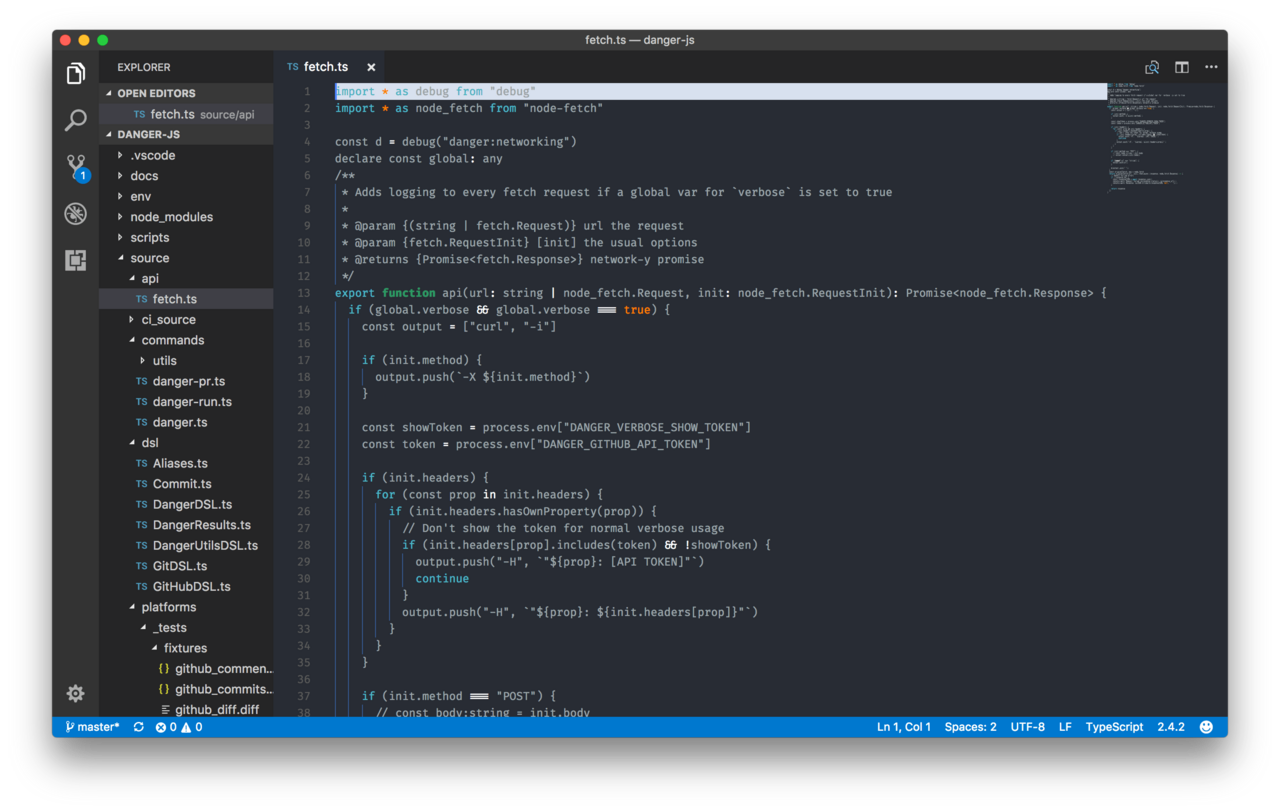 fetch.ts — danger-js
EXPLORER
OPEN EDITORS
TS fetch.ts source/api
DANGER-JS
.vscode
docs
env
node_modules
scripts
source
api
TS fetch.ts
ci_source
commands
utils
TS danger-pr.ts
TS danger-run.ts
TS danger.ts
dsl
TS Aliases.ts
TS Commit.ts
TS DangerDSL.ts
TS DangerResults.ts
TS DangerUtilsDSL.ts
TS GitDSL.ts
TS GitHubDSL.ts
platforms
_tests
fixtures
{} github_commen...
{} github_commits...
github_diff.diff
1
TS fetch.ts ×
1 import * as debug from "debug"
2 import * as node_fetch from "node-fetch"
3
4 const d = debug("danger:networking")
5 declare const global: any
6 /**
7 * Adds logging to every fetch request if a global var for `verbose` is set to true
8 *
9 * @param {(string | fetch.Request)} url the request
10 * @param {fetch.RequestInit} [init] the usual options
11 * @returns {Promise<fetch.Response>} network-y promise
12 */
13 export function api(url: string | node_fetch.Request, init: node_fetch.RequestInit): Promise<node_fetch.Response> {
14 if (global.verbose && global.verbose === true) {
15 const output = ["curl", "-i"]
16
17 if (init.method) {
18 output.push(`-X ${init.method}`)
19 }
20
21 const showToken = process.env["DANGER_VERBOSE_SHOW_TOKEN"]
22 const token = process.env["DANGER_GITHUB_API_TOKEN"]
23
24 if (init.headers) {
25 for (const prop in init.headers) {
26 if (init.headers.hasOwnProperty(prop)) {
27 // Don't show the token for normal verbose usage
28 if (init.headers[prop].includes(token) && !showToken) {
29 output.push("-H", `"${prop}: [API TOKEN]"`)
30 continue
31 }
32 output.push("-H", `"${prop}: ${init.headers[prop]}"`)
33 }
34 }
35 }
36
37 if (init.method === "POST") {
38 // const body:string = init.body
master* 0 0
Ln 1, Col 1 Spaces: 2 UTF-8 LF TypeScript 2.4.2